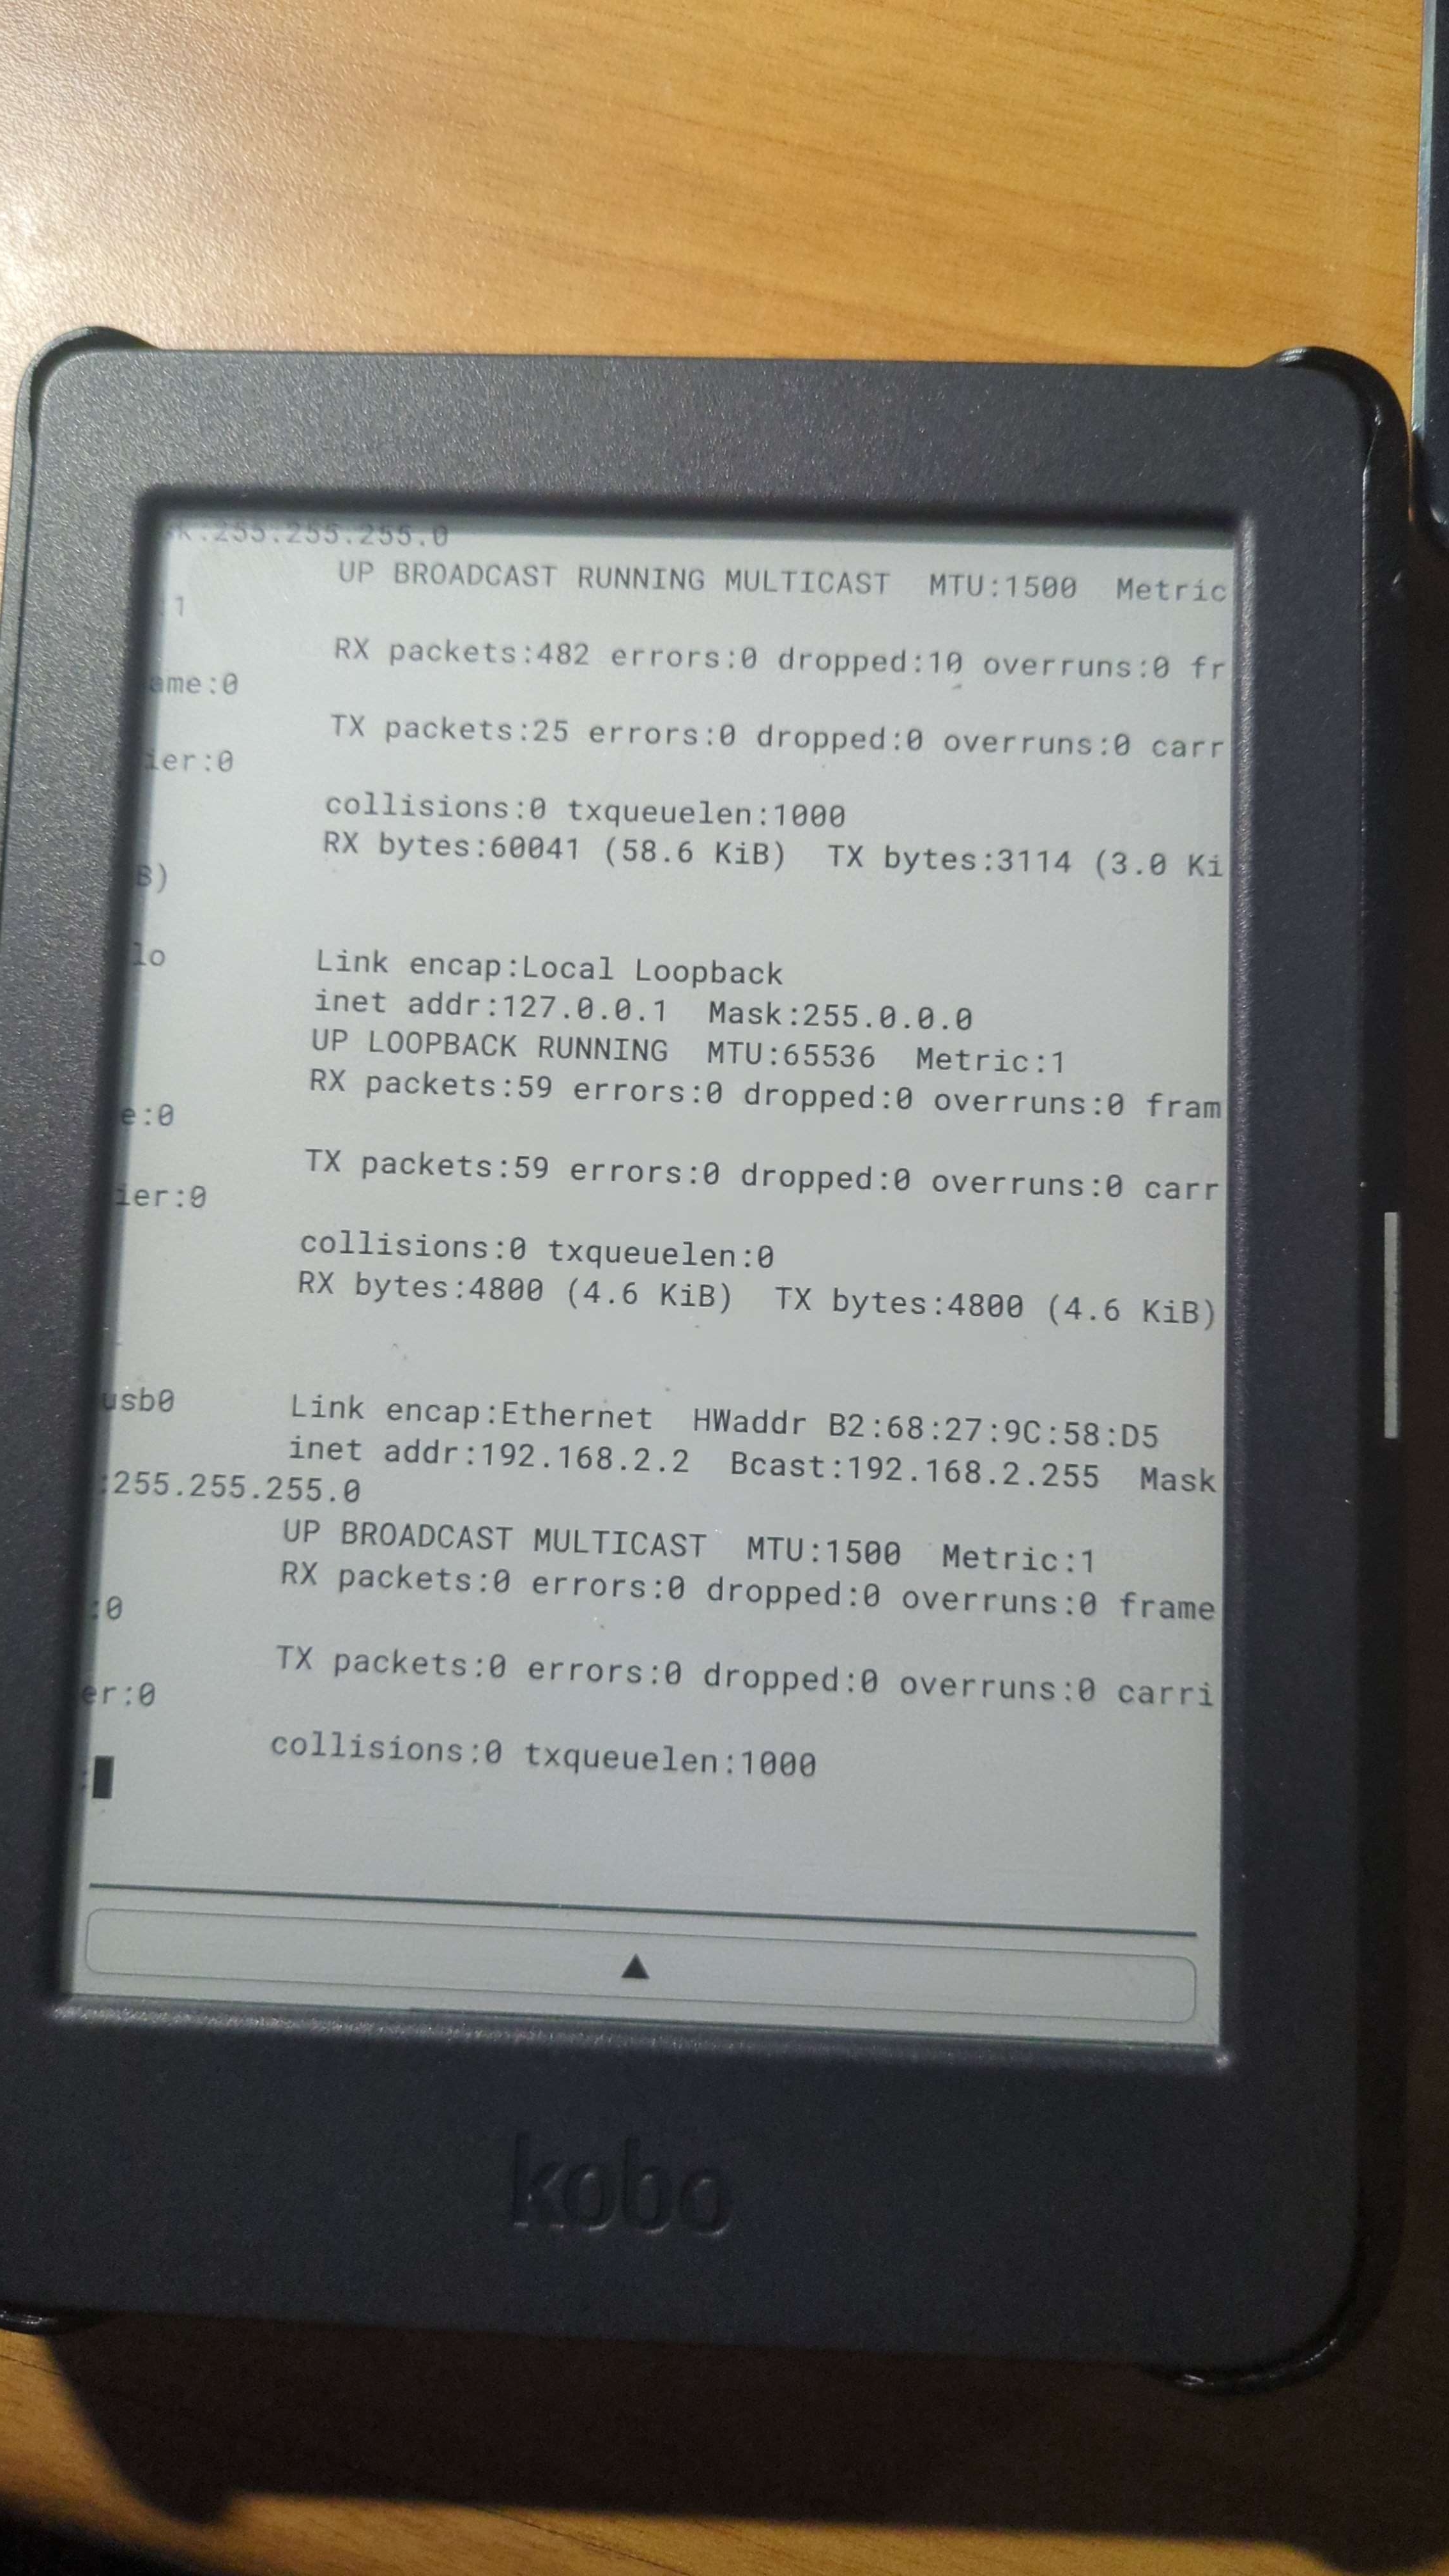 sk:255.255.255.0
UP BROADCAST RUNNING MULTICAST  MTU:1500  Metric
:1
RX packets:482 errors:0 dropped:10 overruns:0 fr
ame:0
TX packets:25 errors:0 dropped:0 overruns:0 carr
ier:0
collisions:0 txqueuelen:1000
RX bytes:60041 (58.6 KiB)  TX bytes:3114 (3.0 Ki
B)
lo        Link encap:Local Loopback
inet addr:127.0.0.1  Mask:255.0.0.0
UP LOOPBACK RUNNING  MTU:65536  Metric:1
RX packets:59 errors:0 dropped:0 overruns:0 fram
e:0
TX packets:59 errors:0 dropped:0 overruns:0 carr
ier:0
collisions:0 txqueuelen:0
RX bytes:4800 (4.6 KiB)  TX bytes:4800 (4.6 KiB)
usb0      Link encap:Ethernet  HWaddr B2:68:27:9C:58:D5
inet addr:192.168.2.2  Bcast:192.168.2.255  Mask
:255.255.255.0
UP BROADCAST MULTICAST  MTU:1500  Metric:1
RX packets:0 errors:0 dropped:0 overruns:0 frame
:0
TX packets:0 errors:0 dropped:0 overruns:0 carri
er:0
collisions:0 txqueuelen:1000
:
kobo